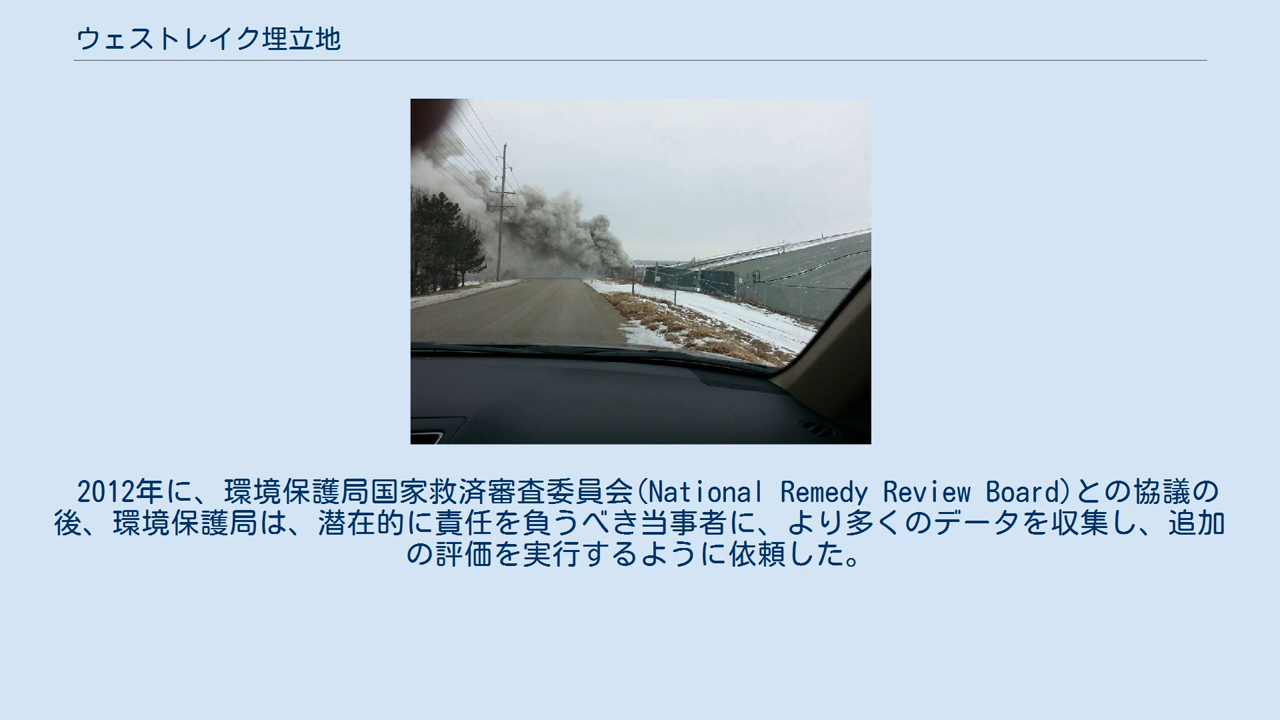 ウェストレイク埋立地
2012年に、環境保護局国家救済審査委員会(National Remedy Review Board)との協議の
後、環境保護局は、潜在的に責任を負うべき当事者に、より多くのデータを収集し、追加
の評価を実行するように依頼した。